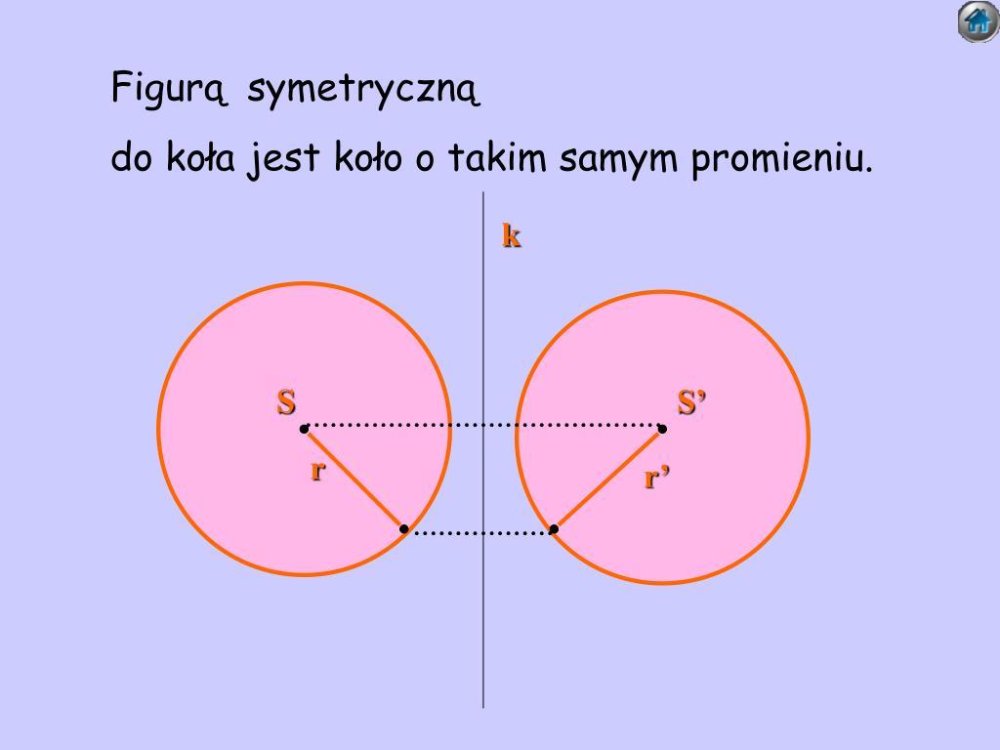 Figurą symetryczną
do koła jest koło o takim samym promieniu.
k
S
S’
r
r’